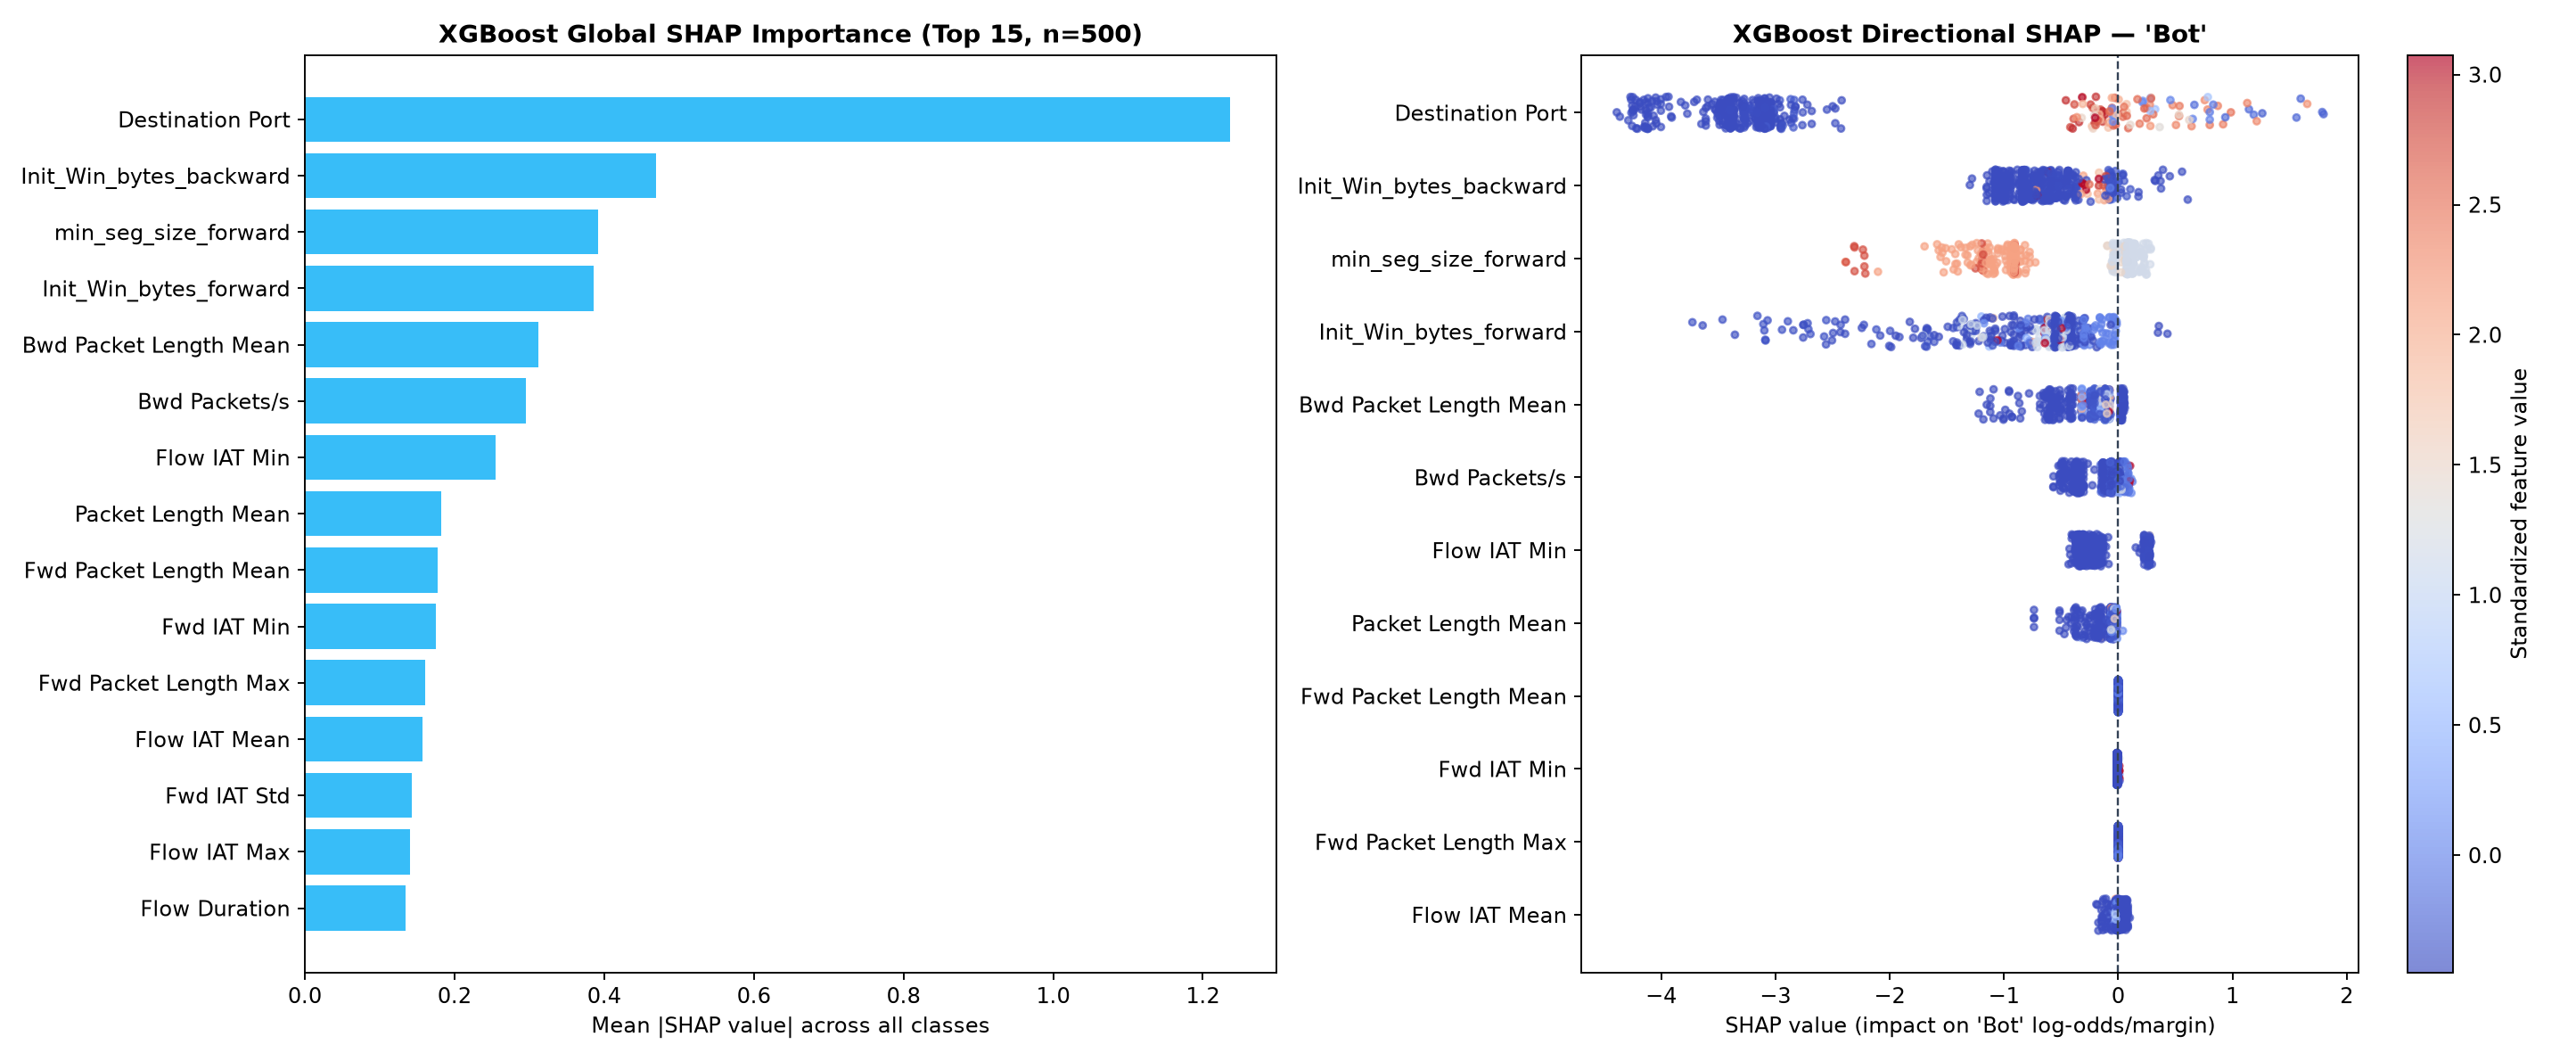 XGBoost Global SHAP Importance (Top 15, n=500)
Destination Port
Init_Win_bytes_backward
min_seg_size_forward
Init_Win_bytes_forward
Bwd Packet Length Mean
Bwd Packets/s
Flow IAT Min
Packet Length Mean
Fwd Packet Length Mean
Fwd IAT Min
Fwd Packet Length Max
Flow IAT Mean
Fwd IAT Std
Flow IAT Max
Flow Duration
0.0 0.2 0.4 0.6 0.8 1.0 1.2
Mean |SHAP value| across all classes
XGBoost Directional SHAP — 'Bot'
Destination Port
Init_Win_bytes_backward
min_seg_size_forward
Init_Win_bytes_forward
Bwd Packet Length Mean
Bwd Packets/s
Flow IAT Min
Packet Length Mean
Fwd Packet Length Mean
Fwd IAT Min
Fwd Packet Length Max
Flow IAT Mean
−4 −3 −2 −1 0 1 2
SHAP value (impact on 'Bot' log-odds/margin)
3.0
2.5
2.0
1.5
1.0
0.5
0.0
Standardized feature value